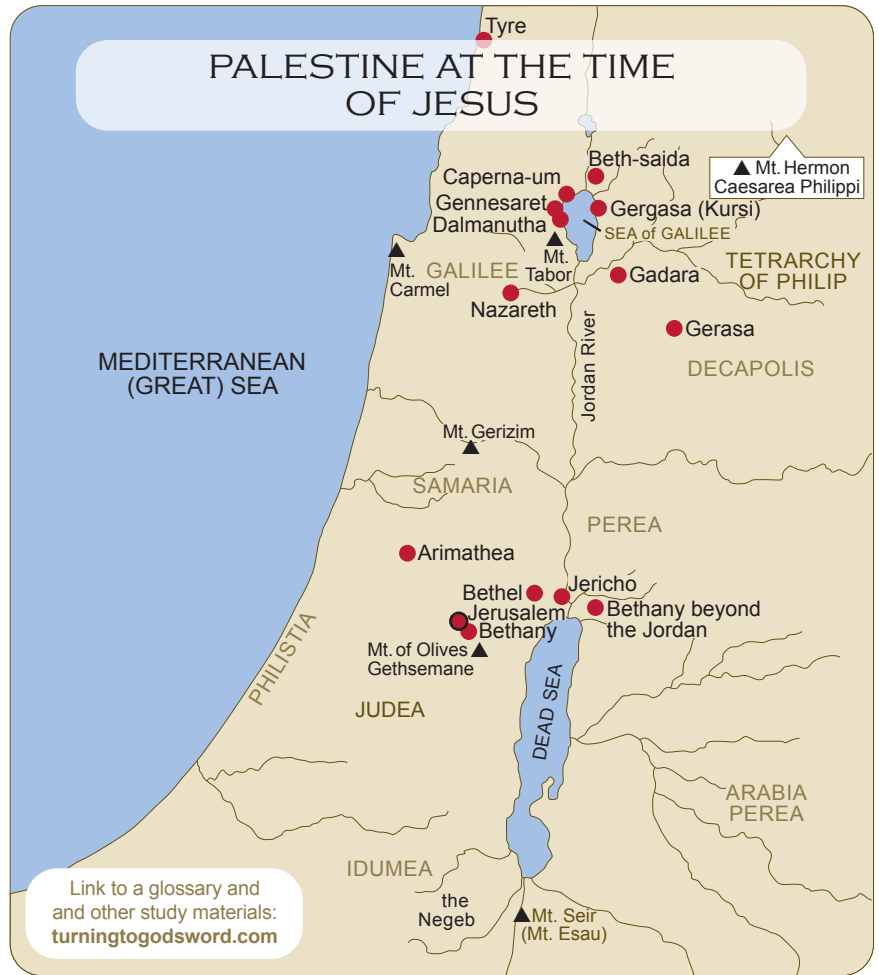 Tyre
PALESTINE AT THE TIME
OF JESUS
Beth-saida
Mt. Hermon
Caesarea Philippi
Caperna-um
Gennesaret
Gergasa (Kursi)
Dalmanutha
SEA of GALILEE
Mt.
Carmel
GALILEE
Mt.
Tabor
TETRARCHY
OF PHILIP
Gadara
Nazareth
Gerasa
Jordan River
MEDITERRANEAN
(GREAT) SEA
DECAPOLIS
Mt. Gerizim
SAMARIA
PEREA
Arimathea
Bethel
Jericho
Jerusalem
Bethany beyond
the Jordan
Bethany
Mt. of Olives
Gethsemane
PHILISTIA
JUDEA
DEAD SEA
ARABIA
PEREA
IDUMEA
the
Negeb
Mt. Seir
(Mt. Esau)
Link to a glossary and
and other study materials:
turningtogodsword.com